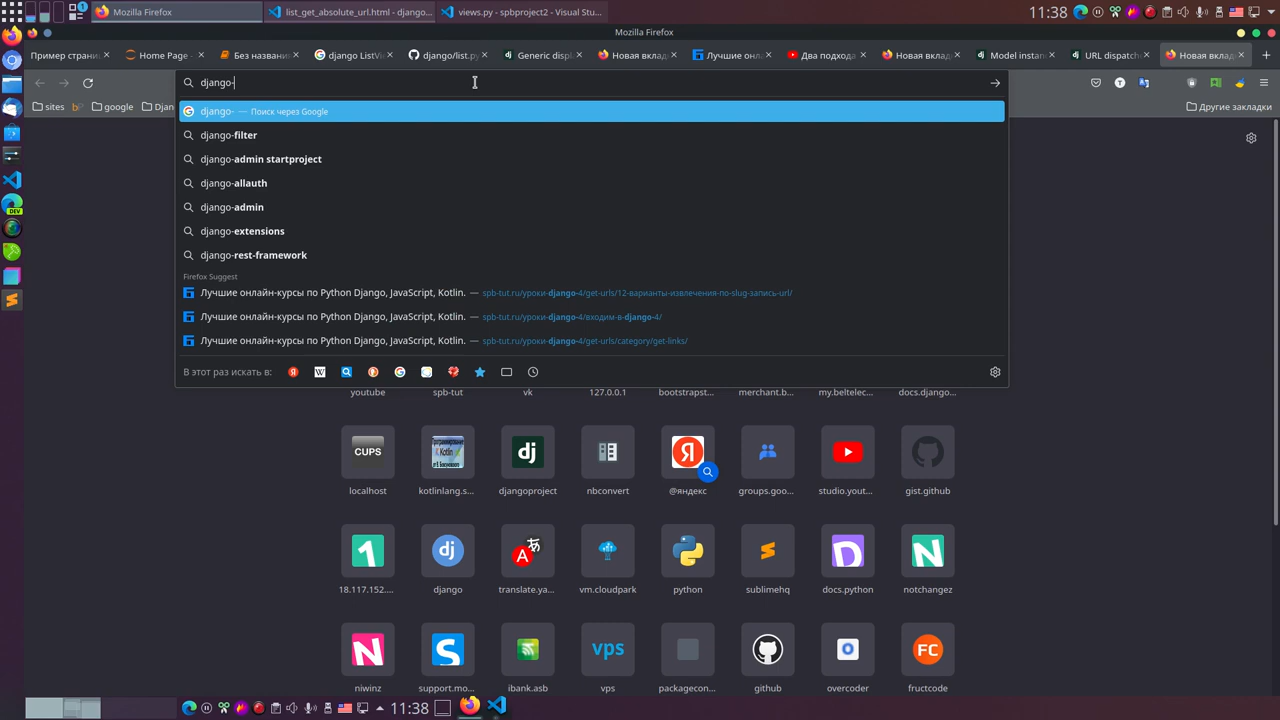 Mozilla Firefox
list_get_absolute_url.html - django...
views.py - spbproject2 - Visual Stu...
11:38
Mozilla Firefox
Пример стран
Home Page -
Без названи
django ListVi
django/list.p
Generic displ
Новая вклад
Лучшие онл
Два подхода
Новая вклад
Model instan
URL dispatch
Новая вклад
django-
sites
google
Djan
Другие закладки
django- — Поиск через Google
django-filter
django-admin startproject
django-allauth
django-admin
django-extensions
django-rest-framework
Firefox Suggest
Лучшие онлайн-курсы по Python Django, JavaScript, Kotlin. — spb-tut.ru/уроки-django-4/get-urls/12-варианты-извлечения-по-slug-запись-url/
Лучшие онлайн-курсы по Python Django, JavaScript, Kotlin. — spb-tut.ru/уроки-django-4/входим-в-django-4/
Лучшие онлайн-курсы по Python Django, JavaScript, Kotlin. — spb-tut.ru/уроки-django-4/get-urls/category/get-links/
В этот раз искать в:
youtube
spb-tut
vk
127.0.0.1
bootstrapst...
merchant.b...
my.beltelec...
docs.django...
CUPS
localhost
kotlinlang.s...
dj
djangoproject
nbconvert
Я
@яндекс
groups.goo...
studio.yout...
gist.github
1
18.117.152....
dj
django
translate.ya...
vm.cloudpark
python
sublimehq
D
docs.python
N
notchangez
N
niwinz
S
support.mo...
ibank.asb
vps
vps
packagecon...
github
overcoder
FC
fructcode
DEV
11:38